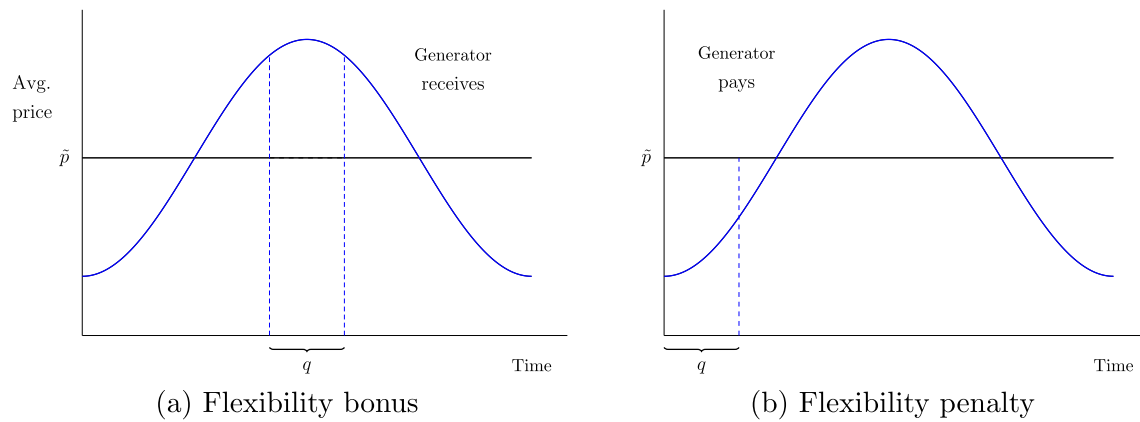 Avg.
price
p̃
Generator
receives
q
Time
(a) Flexibility bonus
Generator
pays
p̃
q
Time
(b) Flexibility penalty